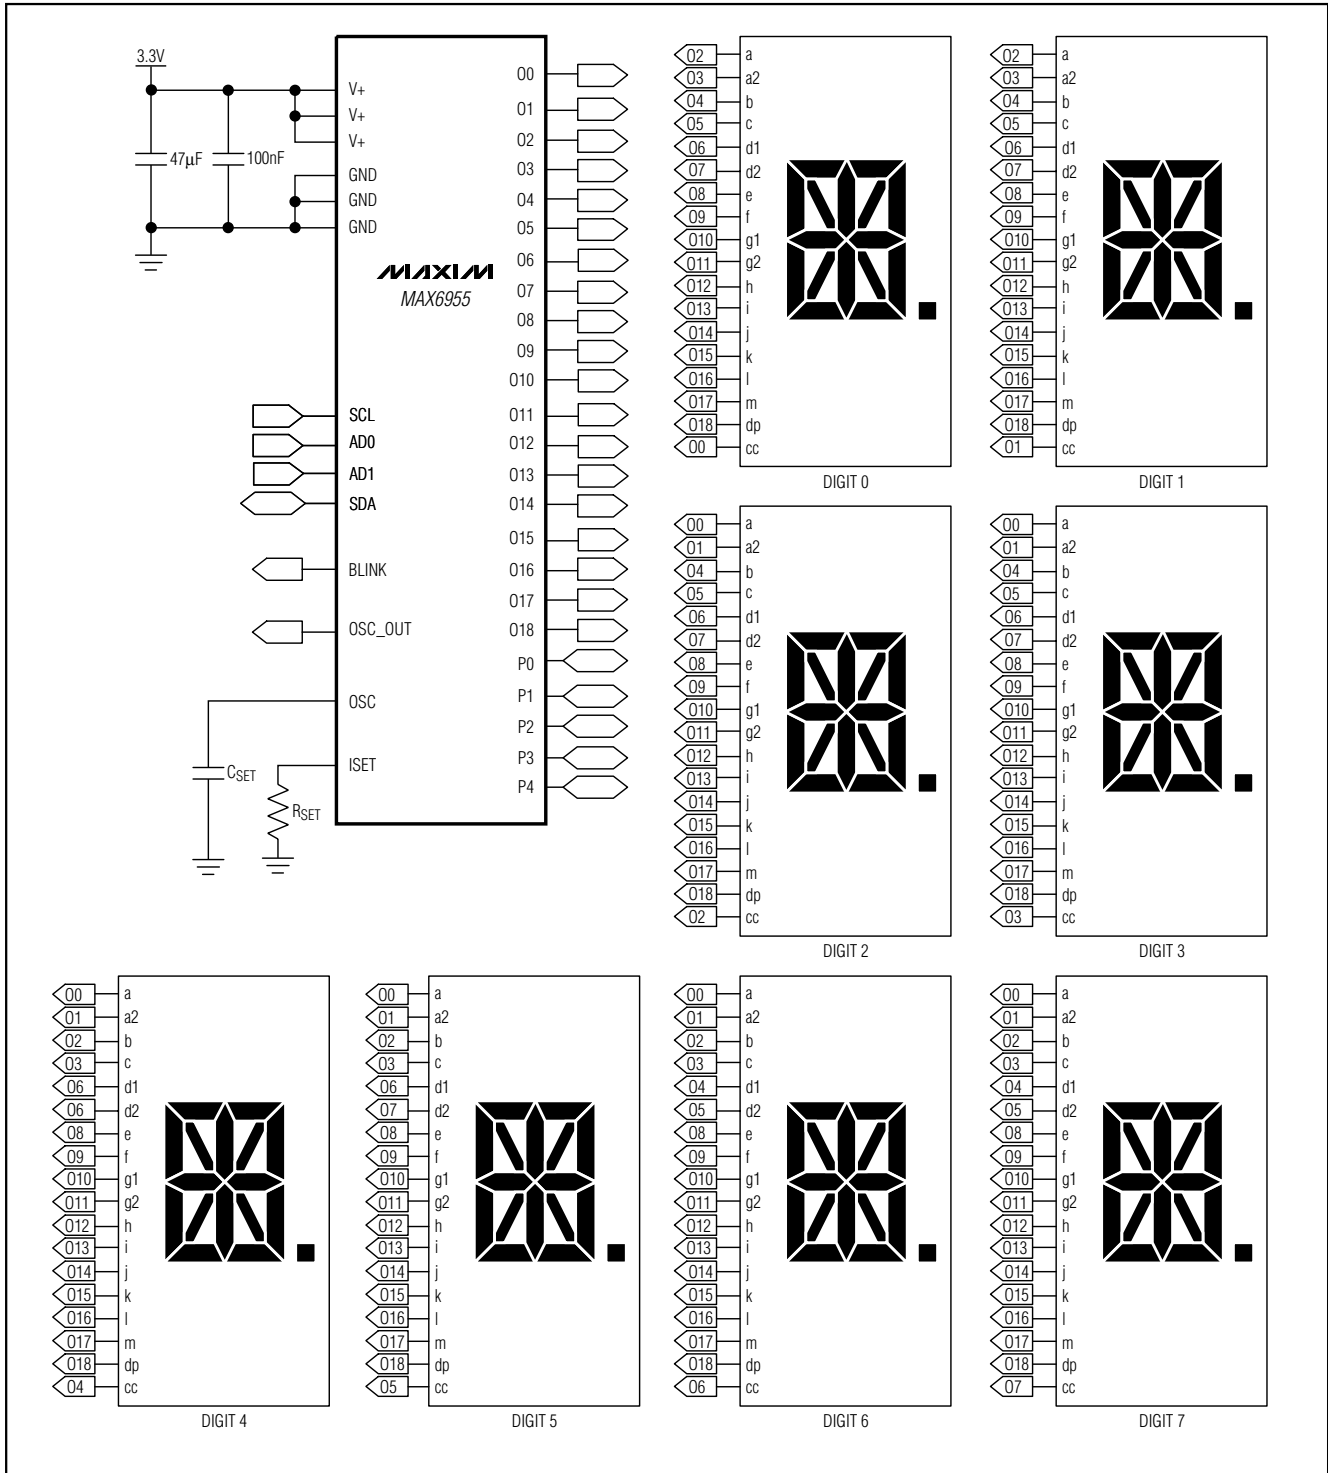 3.3V
47µF
100nF
V+
V+
V+
GND
GND
GND
MAXIM
MAX6955
SCL
AD0
AD1
SDA
BLINK
OSC_OUT
OSC
ISET
CSET
RSET
O0
O1
O2
O3
O4
O5
O6
O7
O8
O9
O10
O11
O12
O13
O14
O15
O16
O17
O18
P0
P1
P2
P3
P4
O2 a
O3 a2
O4 b
O5 c
O6 d1
O7 d2
O8 e
O9 f
O10 g1
O11 g2
O12 h
O13 i
O14 j
O15 k
O16 l
O17 m
O18 dp
O0 cc
DIGIT 0
O2 a
O3 a2
O4 b
O5 c
O6 d1
O7 d2
O8 e
O9 f
O10 g1
O11 g2
O12 h
O13 i
O14 j
O15 k
O16 l
O17 m
O18 dp
O1 cc
DIGIT 1
O0 a
O1 a2
O4 b
O5 c
O6 d1
O7 d2
O8 e
O9 f
O10 g1
O11 g2
O12 h
O13 i
O14 j
O15 k
O16 l
O17 m
O18 dp
O2 cc
DIGIT 2
O0 a
O1 a2
O4 b
O5 c
O6 d1
O7 d2
O8 e
O9 f
O10 g1
O11 g2
O12 h
O13 i
O14 j
O15 k
O16 l
O17 m
O18 dp
O3 cc
DIGIT 3
O0 a
O1 a2
O2 b
O3 c
O6 d1
O6 d2
O8 e
O9 f
O10 g1
O11 g2
O12 h
O13 i
O14 j
O15 k
O16 l
O17 m
O18 dp
O4 cc
DIGIT 4
O0 a
O1 a2
O2 b
O3 c
O6 d1
O7 d2
O8 e
O9 f
O10 g1
O11 g2
O12 h
O13 i
O14 j
O15 k
O16 l
O17 m
O18 dp
O5 cc
DIGIT 5
O0 a
O1 a2
O2 b
O3 c
O4 d1
O5 d2
O8 e
O9 f
O10 g1
O11 g2
O12 h
O13 i
O14 j
O15 k
O16 l
O17 m
O18 dp
O6 cc
DIGIT 6
O0 a
O1 a2
O2 b
O3 c
O4 d1
O5 d2
O8 e
O9 f
O10 g1
O11 g2
O12 h
O13 i
O14 j
O15 k
O16 l
O17 m
O18 dp
O7 cc
DIGIT 7